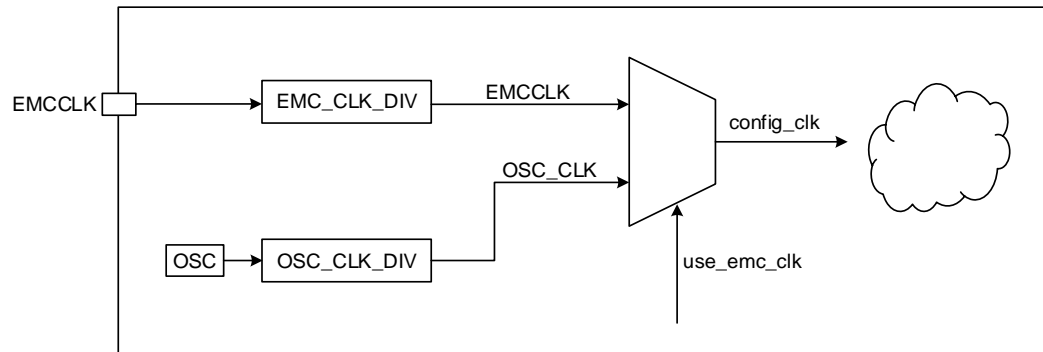 EMCCLK
EMC_CLK_DIV
EMCCLK
config_clk
OSC_CLK
OSC
OSC_CLK_DIV
use_emc_clk